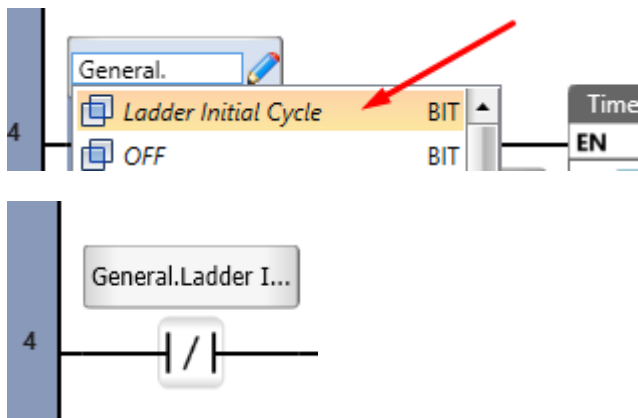 General.
Ladder Initial Cycle BIT
Time
4 OFF BIT EN
General.Ladder I...
4